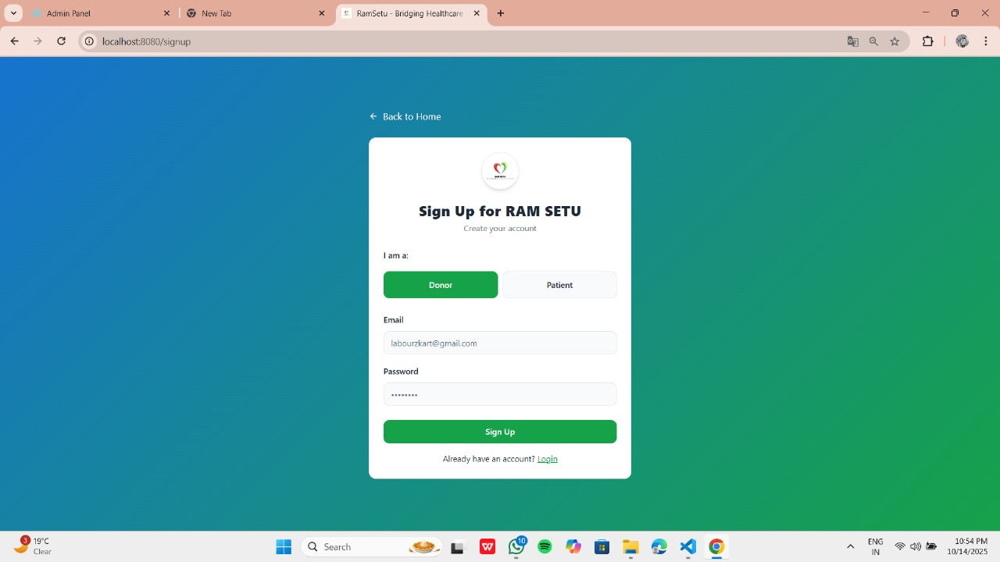 Admin Panel
New Tab
RamSetu - Bridging Healthcare
localhost:8080/signup
Back to Home
Sign Up for RAM SETU
Create your account
I am a:
Donor
Patient
Email
labourzkart@gmail.com
Password
••••••••
Sign Up
Already have an account? Login
3
19°C
Clear
Search
10
ENG
IN
10:54 PM
10/14/2025